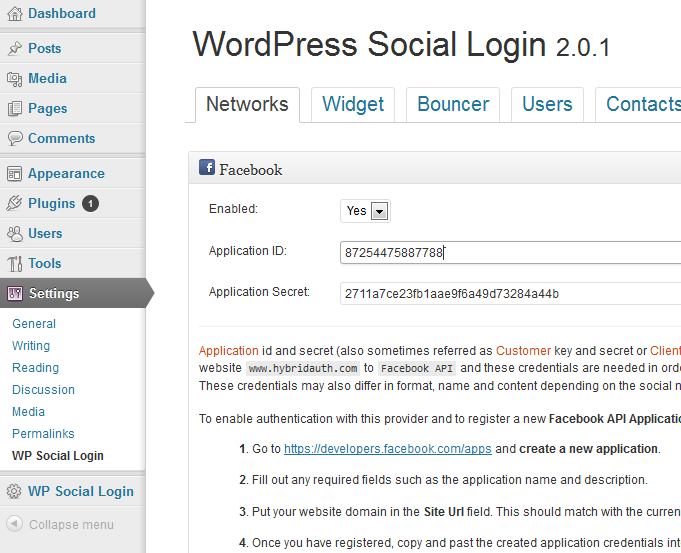 Dashboard
Posts
Media
Pages
Comments
Appearance
Plugins 1
Users
Tools
Settings
General
Writing
Reading
Discussion
Media
Permalinks
WP Social Login
WP Social Login
Collapse menu
WordPress Social Login 2.0.1
Networks Widget Bouncer Users Contacts
Facebook
Enabled: Yes
Application ID: 87254475887788
Application Secret: 2711a7ce23fb1aae9f6a49d73284a44b
Application id and secret (also sometimes referred as Customer key and secret or Client
website www.hybridauth.com to Facebook API and these credentials are needed in ord
These credentials may also differ in format, name and content depending on the social n
To enable authentication with this provider and to register a new Facebook API Applicatio
1. Go to https://developers.facebook.com/apps and create a new application.
2. Fill out any required fields such as the application name and description.
3. Put your website domain in the Site Url field. This should match with the curren
4. Once you have registered, copy and past the created application credentials int